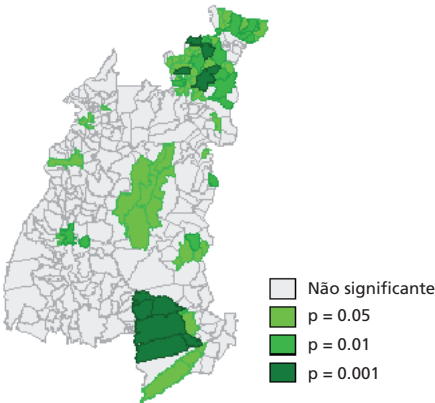 Não significante
p = 0.05
p = 0.01
p = 0.001